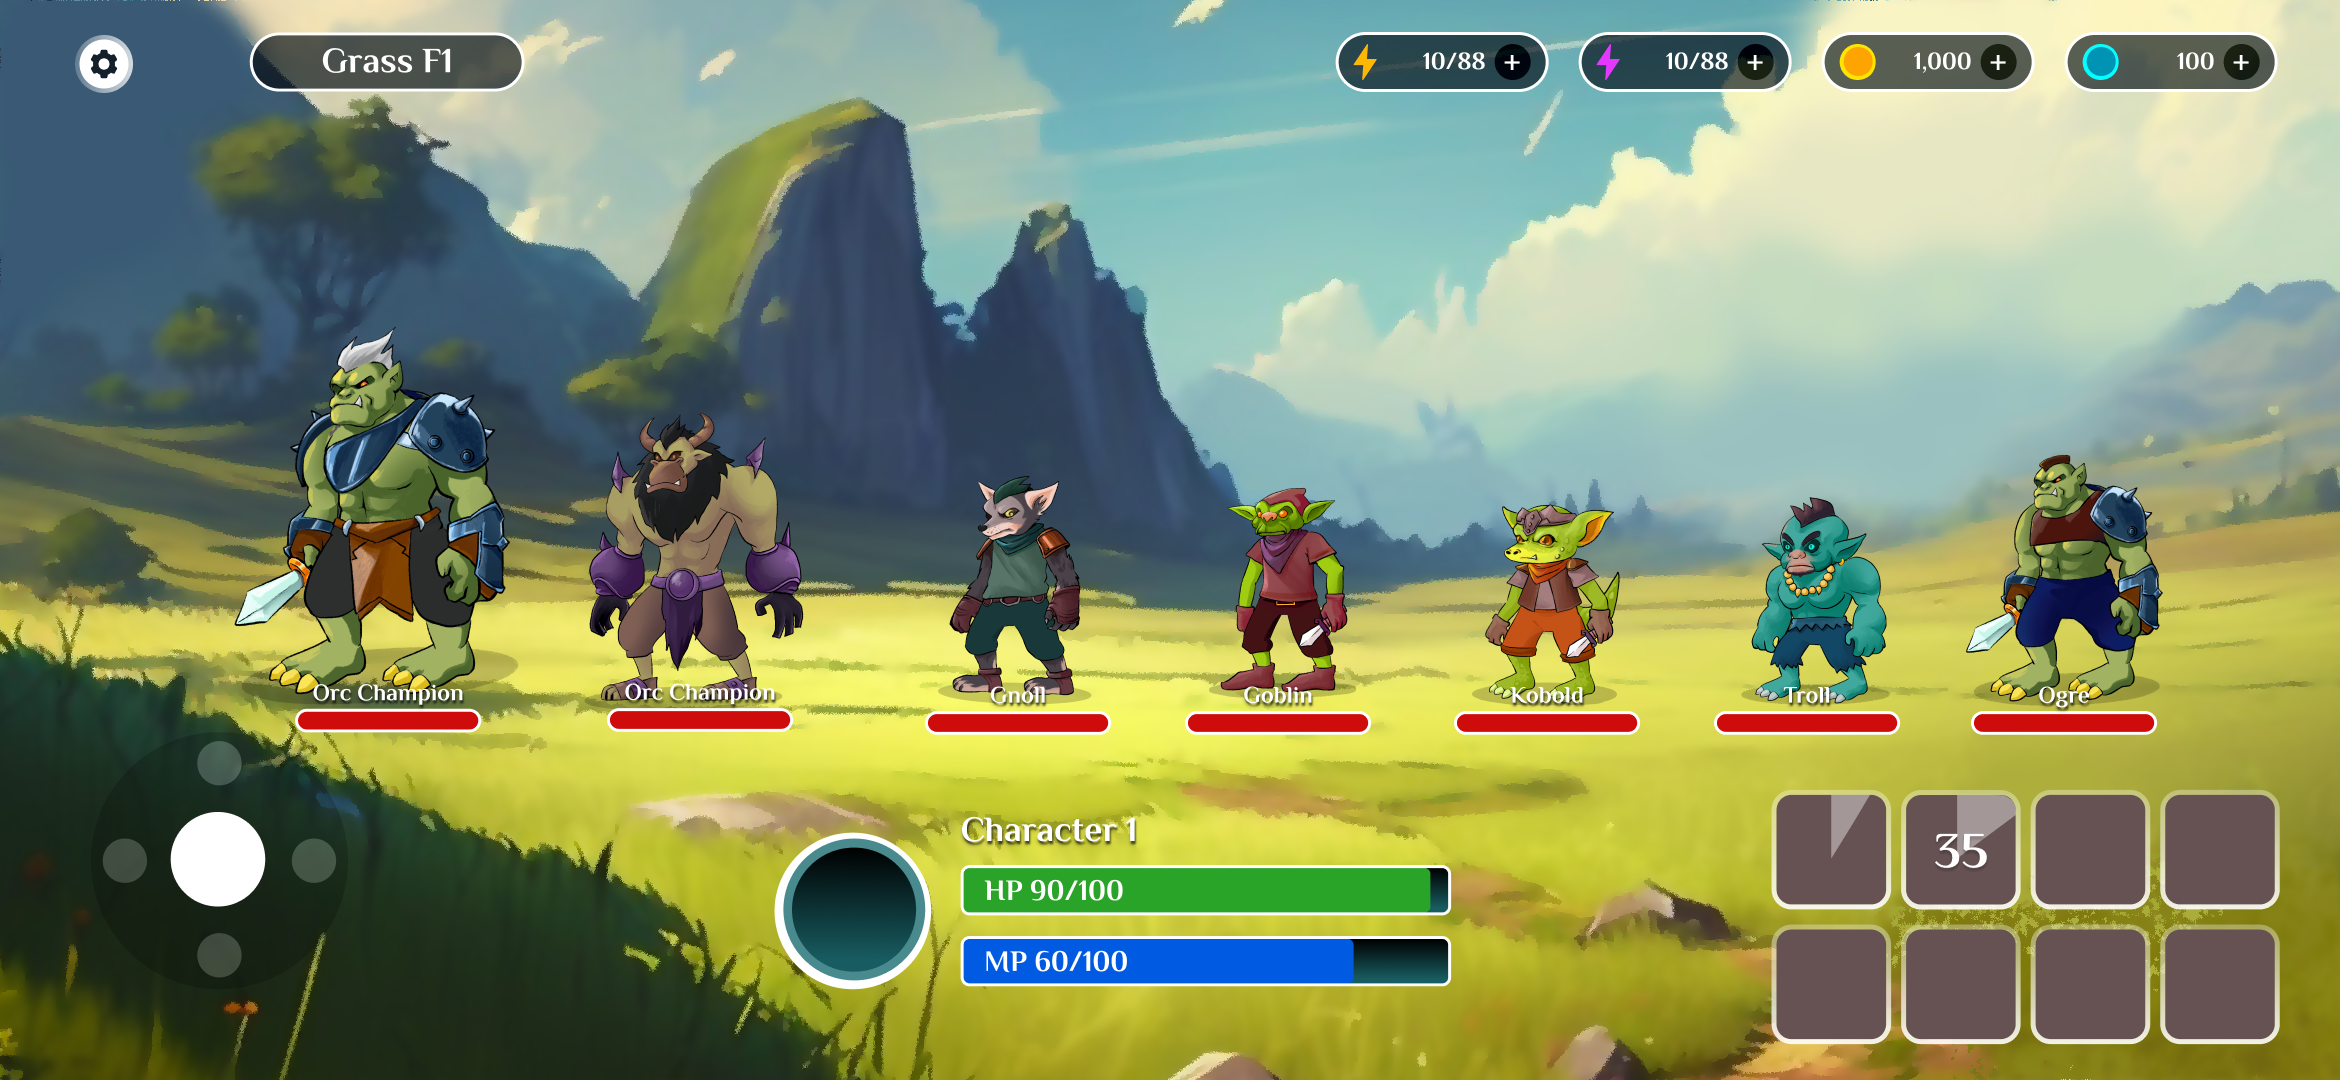 Grass F1
10/88 +
10/88 +
1,000 +
100 +
Orc Champion
Orc Champion
Gnoll
Goblin
Kobold
Troll
Ogre
Character 1
HP 90/100
MP 60/100
35